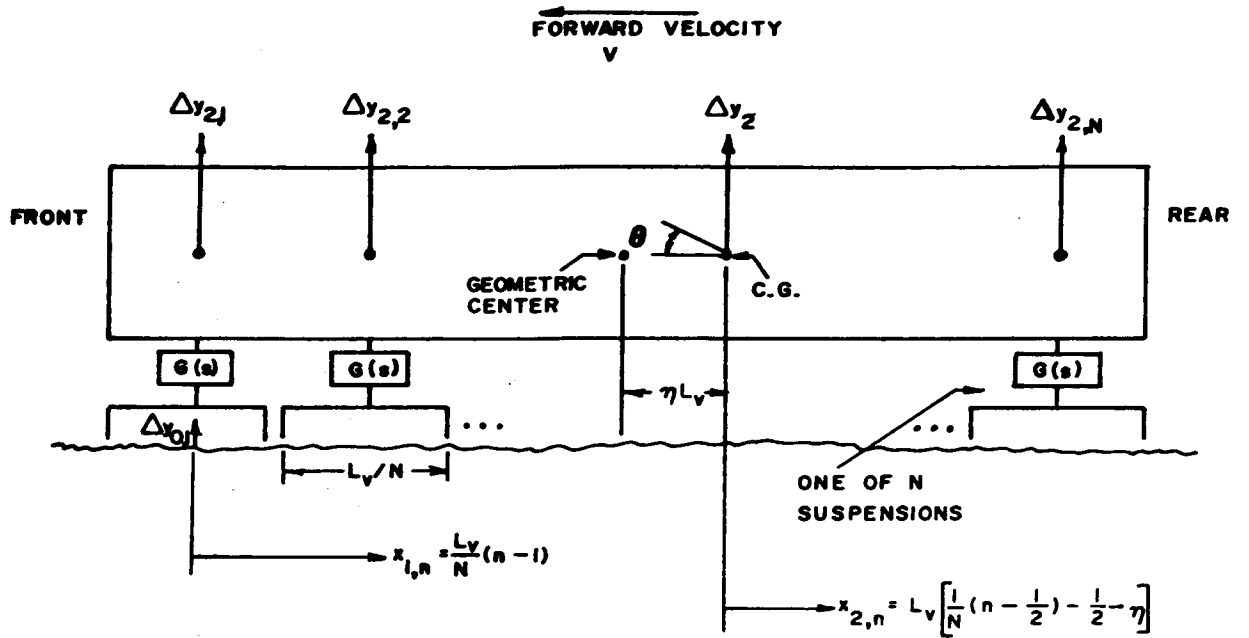 FORWARD VELOCITY
V
Δy2,1
Δy2,2
Δy2
Δy2,N
FRONT
REAR
θ
GEOMETRIC
CENTER
C.G.
G(s)
G(s)
G(s)
ηLv
Δy0,1
...
...
Lv/N
ONE OF N
SUSPENSIONS
x1,n = Lv/N (n-1)
x2,n = Lv[1/N (n - 1/2) - 1/2 - η]